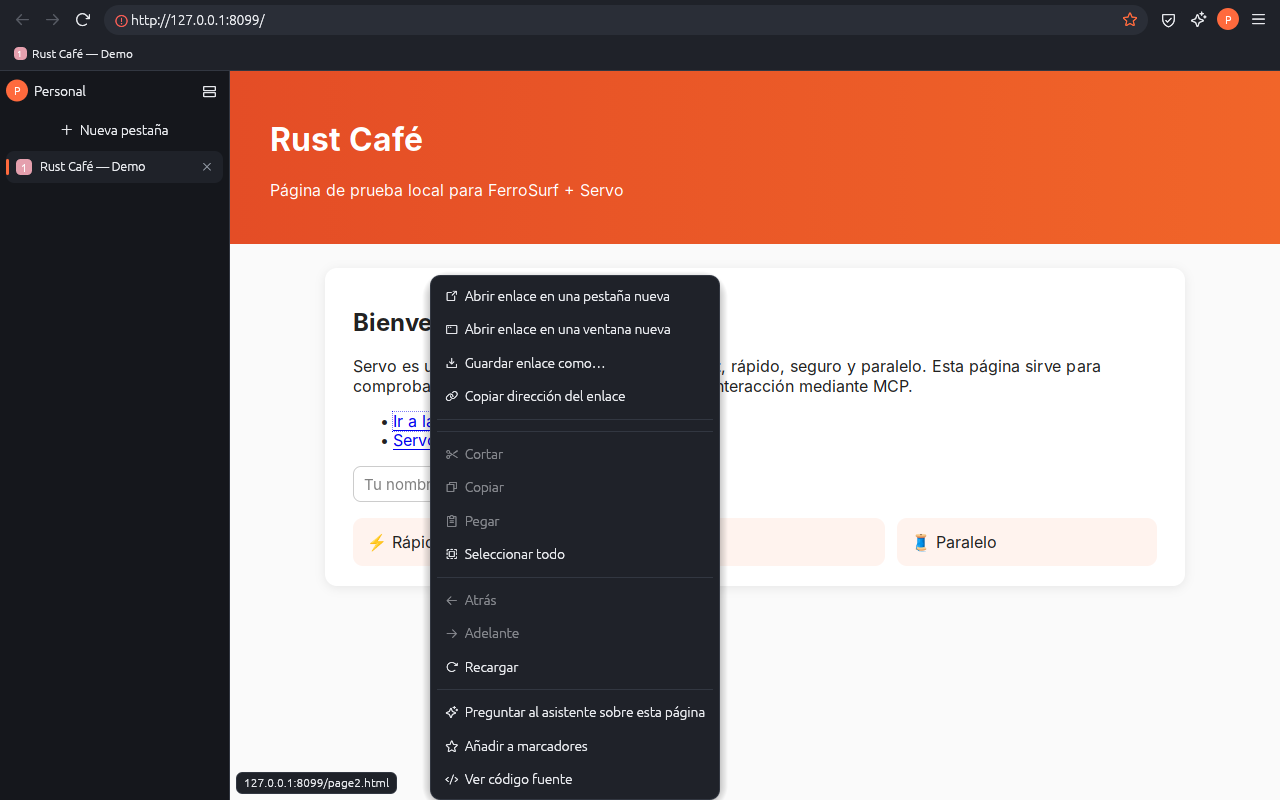 http://127.0.0.1:8099/
P
1 Rust Café — Demo
P Personal
Nueva pestaña
1 Rust Café — Demo
Rust Café
Página de prueba local para FerroSurf + Servo
Bienve
Servo es u
, rápido, seguro y paralelo. Esta página sirve para
comproba
nteracción mediante MCP.
Ir a la
Servo
Tu nombr
Rápid
Paralelo
Abrir enlace en una pestaña nueva
Abrir enlace en una ventana nueva
Guardar enlace como…
Copiar dirección del enlace
Cortar
Copiar
Pegar
Seleccionar todo
Atrás
Adelante
Recargar
Preguntar al asistente sobre esta página
Añadir a marcadores
Ver código fuente
127.0.0.1:8099/page2.html